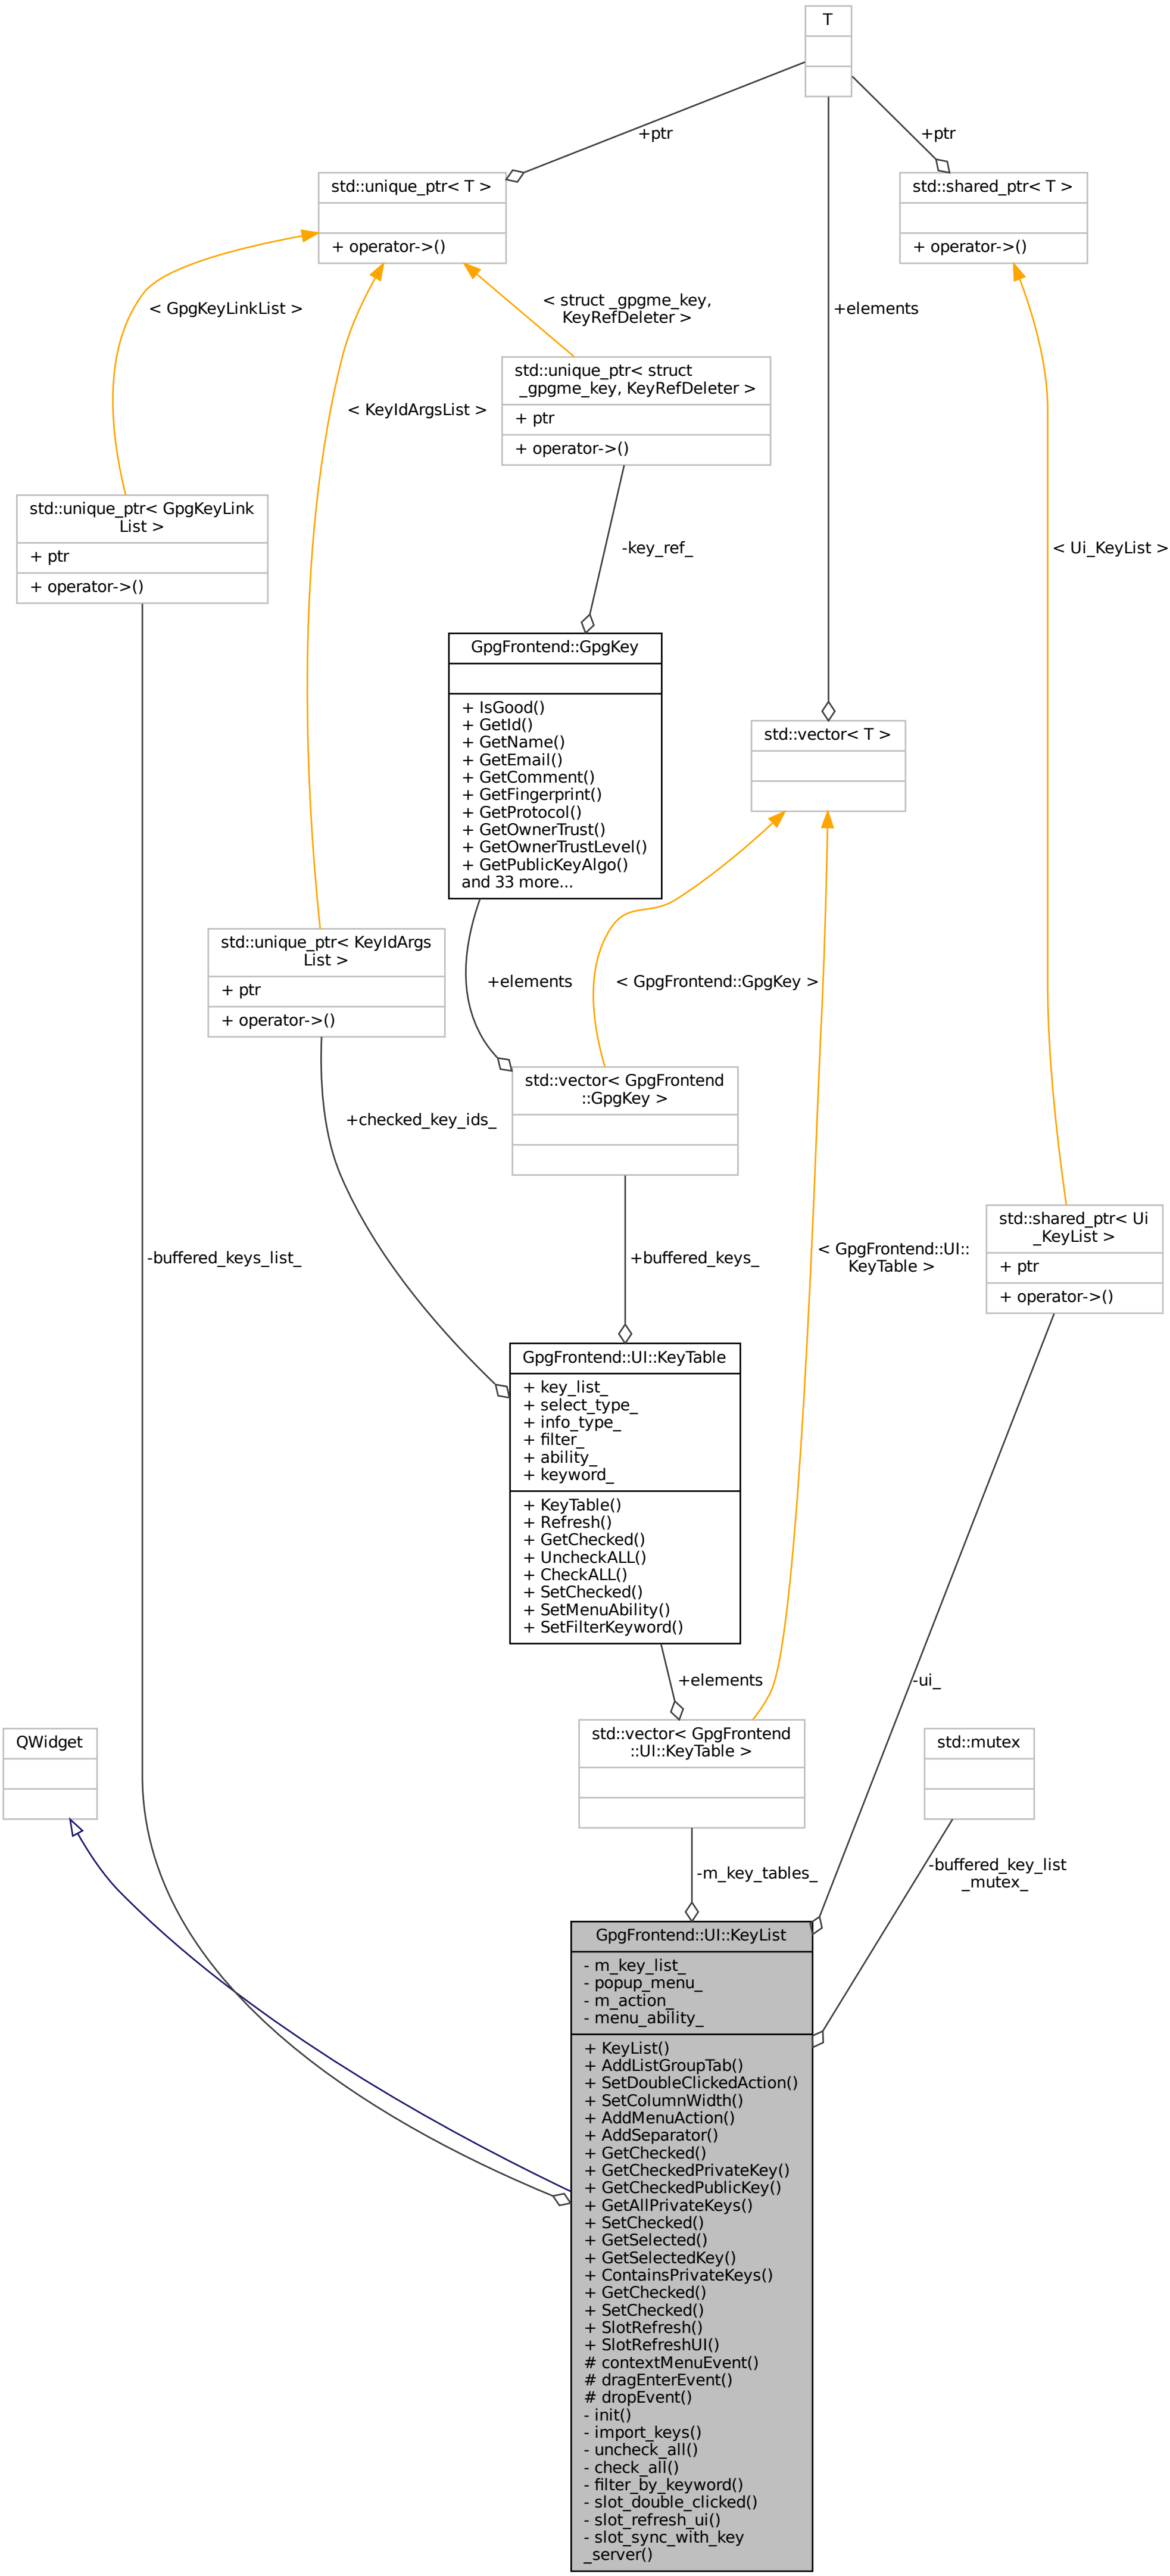 T
+ptr
+ptr
std::unique_ptr< T >
+ operator->()
std::shared_ptr< T >
+ operator->()
< GpgKeyLinkList >
< struct _gpgme_key,
KeyRefDeleter >
+elements
std::unique_ptr< struct
_gpgme_key, KeyRefDeleter >
+ ptr
+ operator->()
< KeyIdArgsList >
std::unique_ptr< GpgKeyLink
List >
+ ptr
+ operator->()
-key_ref_
< Ui_KeyList >
GpgFrontend::GpgKey
+ IsGood()
+ GetId()
+ GetName()
+ GetEmail()
+ GetComment()
+ GetFingerprint()
+ GetProtocol()
+ GetOwnerTrust()
+ GetOwnerTrustLevel()
+ GetPublicKeyAlgo()
and 33 more...
std::vector< T >
std::unique_ptr< KeyIdArgs
List >
+ ptr
+ operator->()
+elements
< GpgFrontend::GpgKey >
std::vector< GpgFrontend
::GpgKey >
+checked_key_ids_
std::shared_ptr< Ui
_KeyList >
+ ptr
+ operator->()
-buffered_keys_list_
+buffered_keys_
< GpgFrontend::UI::
KeyTable >
GpgFrontend::UI::KeyTable
+ key_list_
+ select_type_
+ info_type_
+ filter_
+ ability_
+ keyword_
+ KeyTable()
+ Refresh()
+ GetChecked()
+ UncheckALL()
+ CheckALL()
+ SetChecked()
+ SetMenuAbility()
+ SetFilterKeyword()
+elements
-ui_
QWidget
std::vector< GpgFrontend
::UI::KeyTable >
std::mutex
-m_key_tables_
-buffered_key_list
_mutex_
GpgFrontend::UI::KeyList
- m_key_list_
- popup_menu_
- m_action_
- menu_ability_
+ KeyList()
+ AddListGroupTab()
+ SetDoubleClickedAction()
+ SetColumnWidth()
+ AddMenuAction()
+ AddSeparator()
+ GetChecked()
+ GetCheckedPrivateKey()
+ GetCheckedPublicKey()
+ GetAllPrivateKeys()
+ SetChecked()
+ GetSelected()
+ GetSelectedKey()
+ ContainsPrivateKeys()
+ GetChecked()
+ SetChecked()
+ SlotRefresh()
+ SlotRefreshUI()
# contextMenuEvent()
# dragEnterEvent()
# dropEvent()
- init()
- import_keys()
- uncheck_all()
- check_all()
- filter_by_keyword()
- slot_double_clicked()
- slot_refresh_ui()
- slot_sync_with_key
_server()